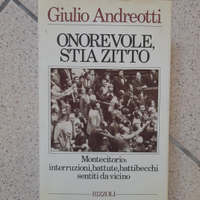 Giulio Andreotti
ONOREVOLE,
STIA ZITTO
Montecitorio:
interruzioni, battute, battibecchi
sentiti da vicino
RIZZOLI